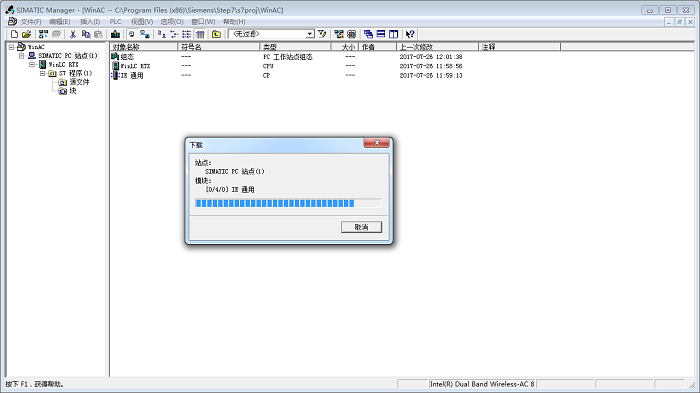 SIMATIC Manager - [WinAC -- C:\Program Files (x86)\Siemens\Step7\s7proj\WinAC]
文件(F) 编辑(E) 插入(I) PLC 视图(V) 选项(O) 窗口(W) 帮助(H)
<无过滤>
WinAC
SIMATIC PC 站点(1)
WinLC RTX
S7 程序(1)
源文件
块
对象名称 符号名 类型 大小 作者 上一次修改 注释
组态 --- PC 工作站点组态 --- 2017-07-26 12:01:38
WinLC RTX --- CPU --- 2017-07-26 11:58:56
IE 通用 --- CP --- 2017-07-26 11:59:13
下载
站点:
SIMATIC PC 站点(1)
模块:
[0/4/0] IE 通用
取消
按下 F1，获得帮助。
Intel(R) Dual Band Wireless-AC 8